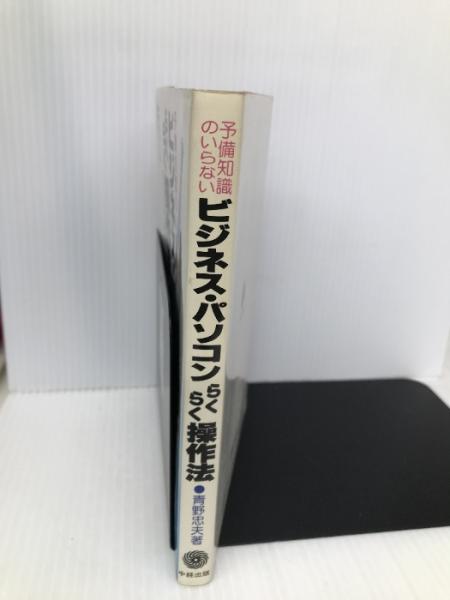 予備知識
のいらない
ビジネス・パソコン
らく
らく
操作法
●青野忠夫著
中経出版